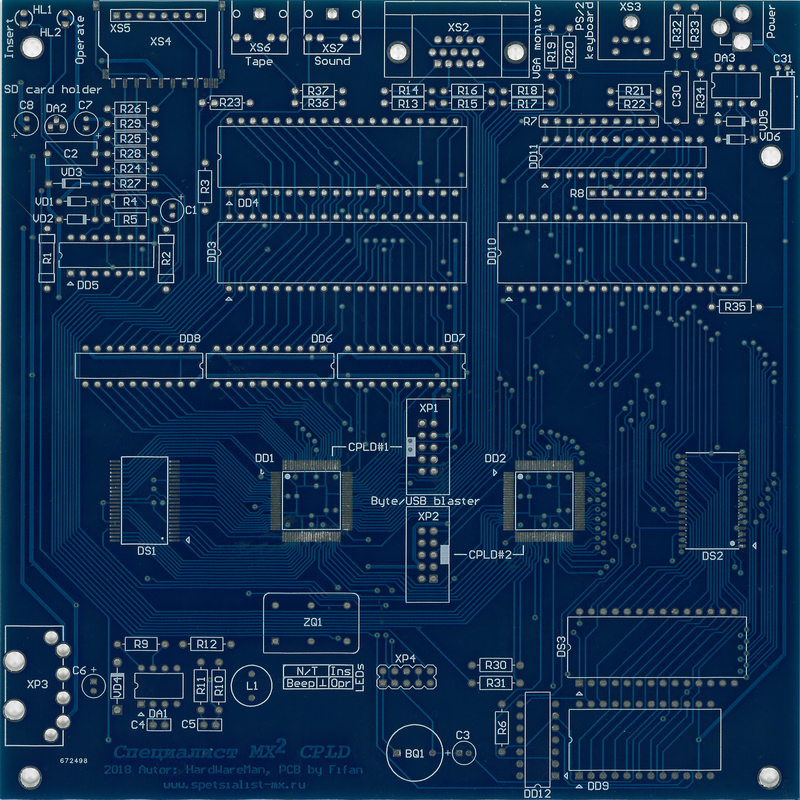 HL1
HL2
Insert
Operate
XS5
XS4
XS6
Tape
XS7
Sound
XS2
VGA monitor
R19
R20
PS/2 keyboard
XS3
R32
R33
Power
SD card holder
C8
DA2
C7
R26
R29
R25
R28
R24
R27
R4
R5
C2
VD3
VD1
VD2
C1
R1
R2
DD5
R23
R37
R36
R14
R13
R16
R15
R18
R17
R21
R22
C30
R34
DA3
C31
VD5
VD6
R7
DD11
R8
R3
DD4
DD3
DD10
R35
DD8
DD6
DD7
XP1
CPLD#1
DD1
DD2
Byte/USB blaster
XP2
CPLD#2
DS1
DS2
ZQ1
R9
R12
XP3
C6
VD4
DA1
R11
R10
C4
C5
L1
N/T Ins
Beep Opr
LEDs
XP4
R30
R31
R6
DS3
DD12
DD9
BQ1
C3
672498
Специалист MX² CPLD
2018 Autor: HardWareMan, PCB by Fifan
www.spetsialist-mx.ru